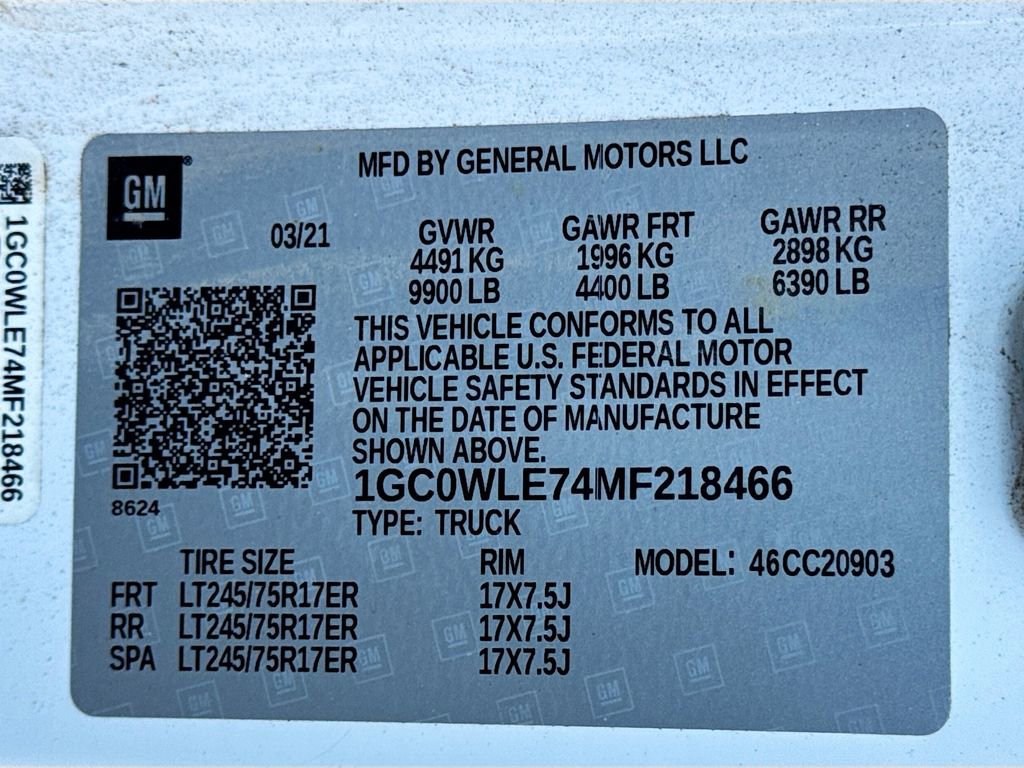 GM
MFD BY GENERAL MOTORS LLC
03/21
GVWR GAWR FRT GAWR RR
4491 KG 1996 KG 2898 KG
9900 LB 4400 LB 6390 LB
THIS VEHICLE CONFORMS TO ALL
APPLICABLE U.S. FEDERAL MOTOR
VEHICLE SAFETY STANDARDS IN EFFECT
ON THE DATE OF MANUFACTURE
SHOWN ABOVE.
1GC0WLE74MF218466
8624
TYPE: TRUCK
TIRE SIZE RIM MODEL: 46CC20903
FRT LT245/75R17ER 17X7.5J
RR LT245/75R17ER 17X7.5J
SPA LT245/75R17ER 17X7.5J
1GC0WLE74MF218466